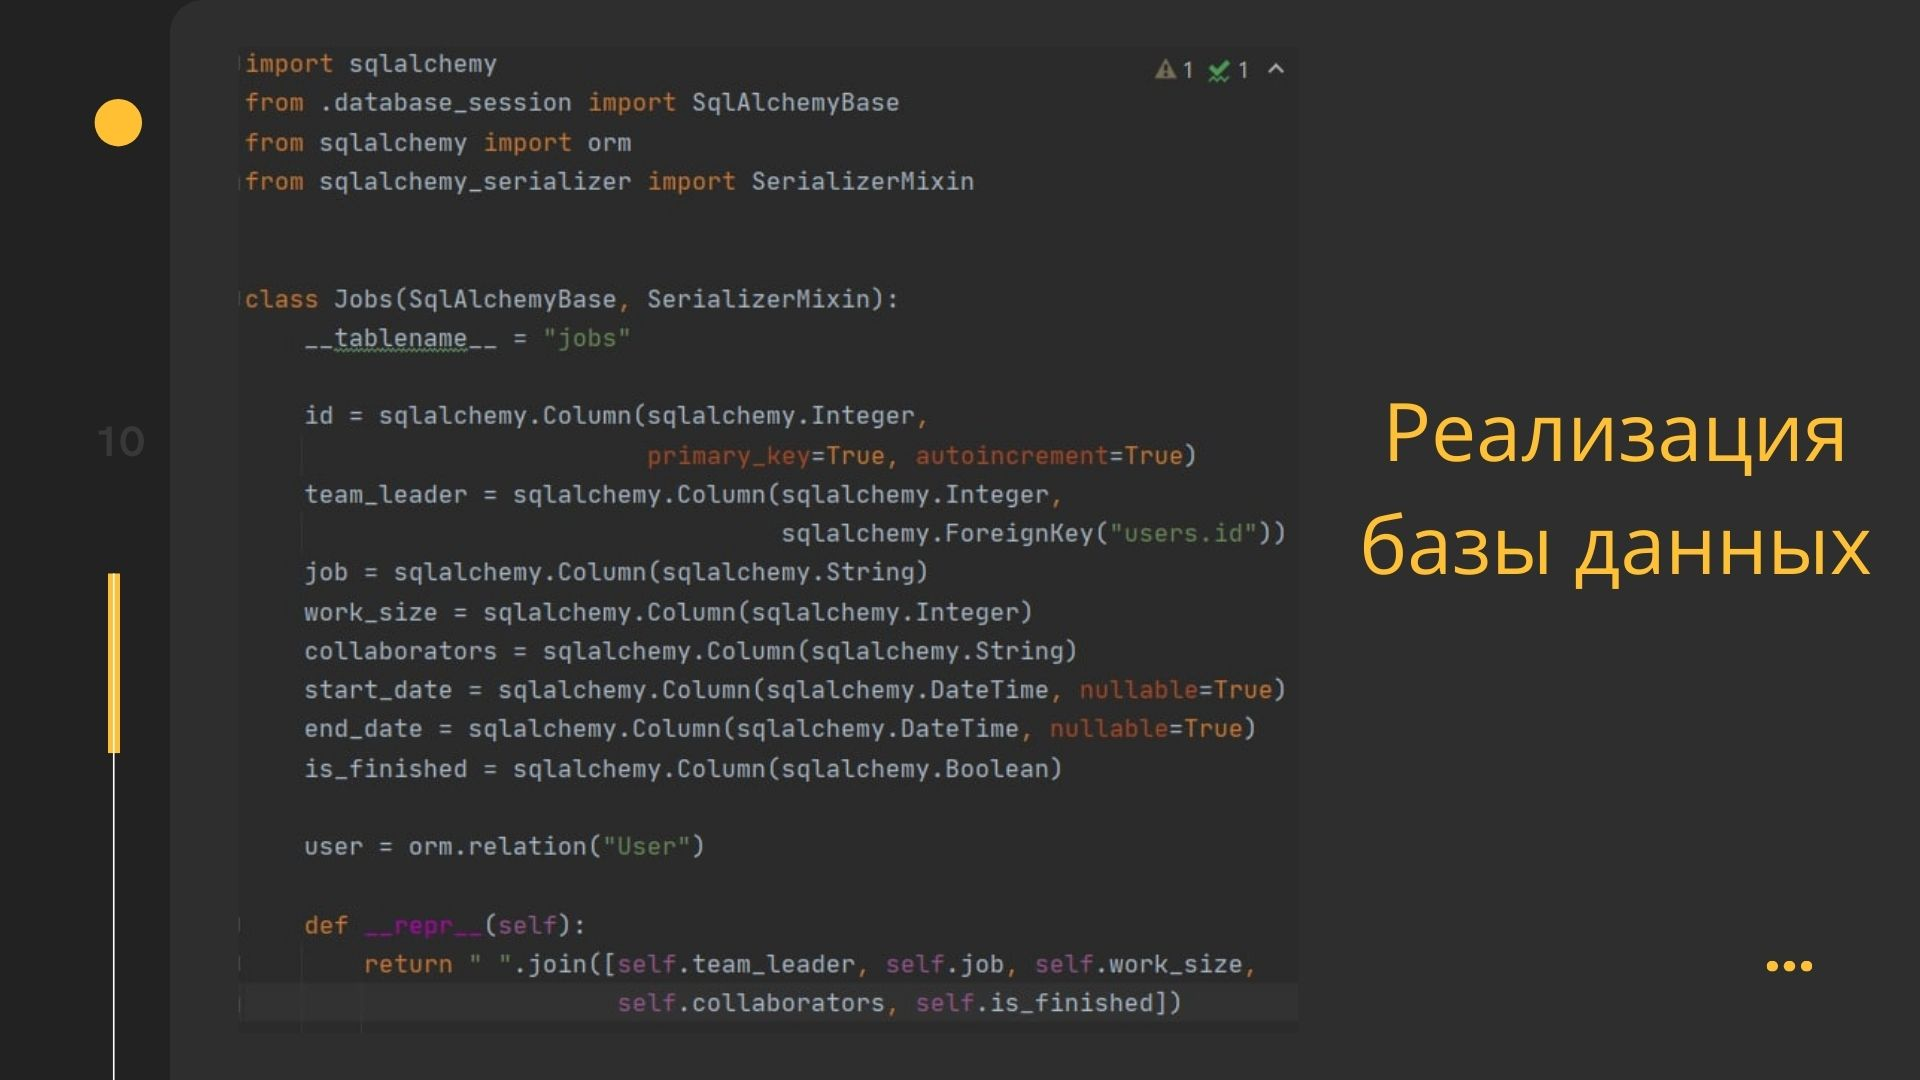 import sqlalchemy
1 1
from .database_session import SqlAlchemyBase
from sqlalchemy import orm
from sqlalchemy_serializer import SerializerMixin
class Jobs(SqlAlchemyBase, SerializerMixin):
__tablename__ = "jobs"
id = sqlalchemy.Column(sqlalchemy.Integer,
primary_key=True, autoincrement=True)
team_leader = sqlalchemy.Column(sqlalchemy.Integer,
sqlalchemy.ForeignKey("users.id"))
job = sqlalchemy.Column(sqlalchemy.String)
work_size = sqlalchemy.Column(sqlalchemy.Integer)
collaborators = sqlalchemy.Column(sqlalchemy.String)
start_date = sqlalchemy.Column(sqlalchemy.DateTime, nullable=True)
end_date = sqlalchemy.Column(sqlalchemy.DateTime, nullable=True)
is_finished = sqlalchemy.Column(sqlalchemy.Boolean)
user = orm.relation("User")
def __repr__(self):
return " ".join([self.team_leader, self.job, self.work_size,
self.collaborators, self.is_finished])
Реализация
базы данных
10